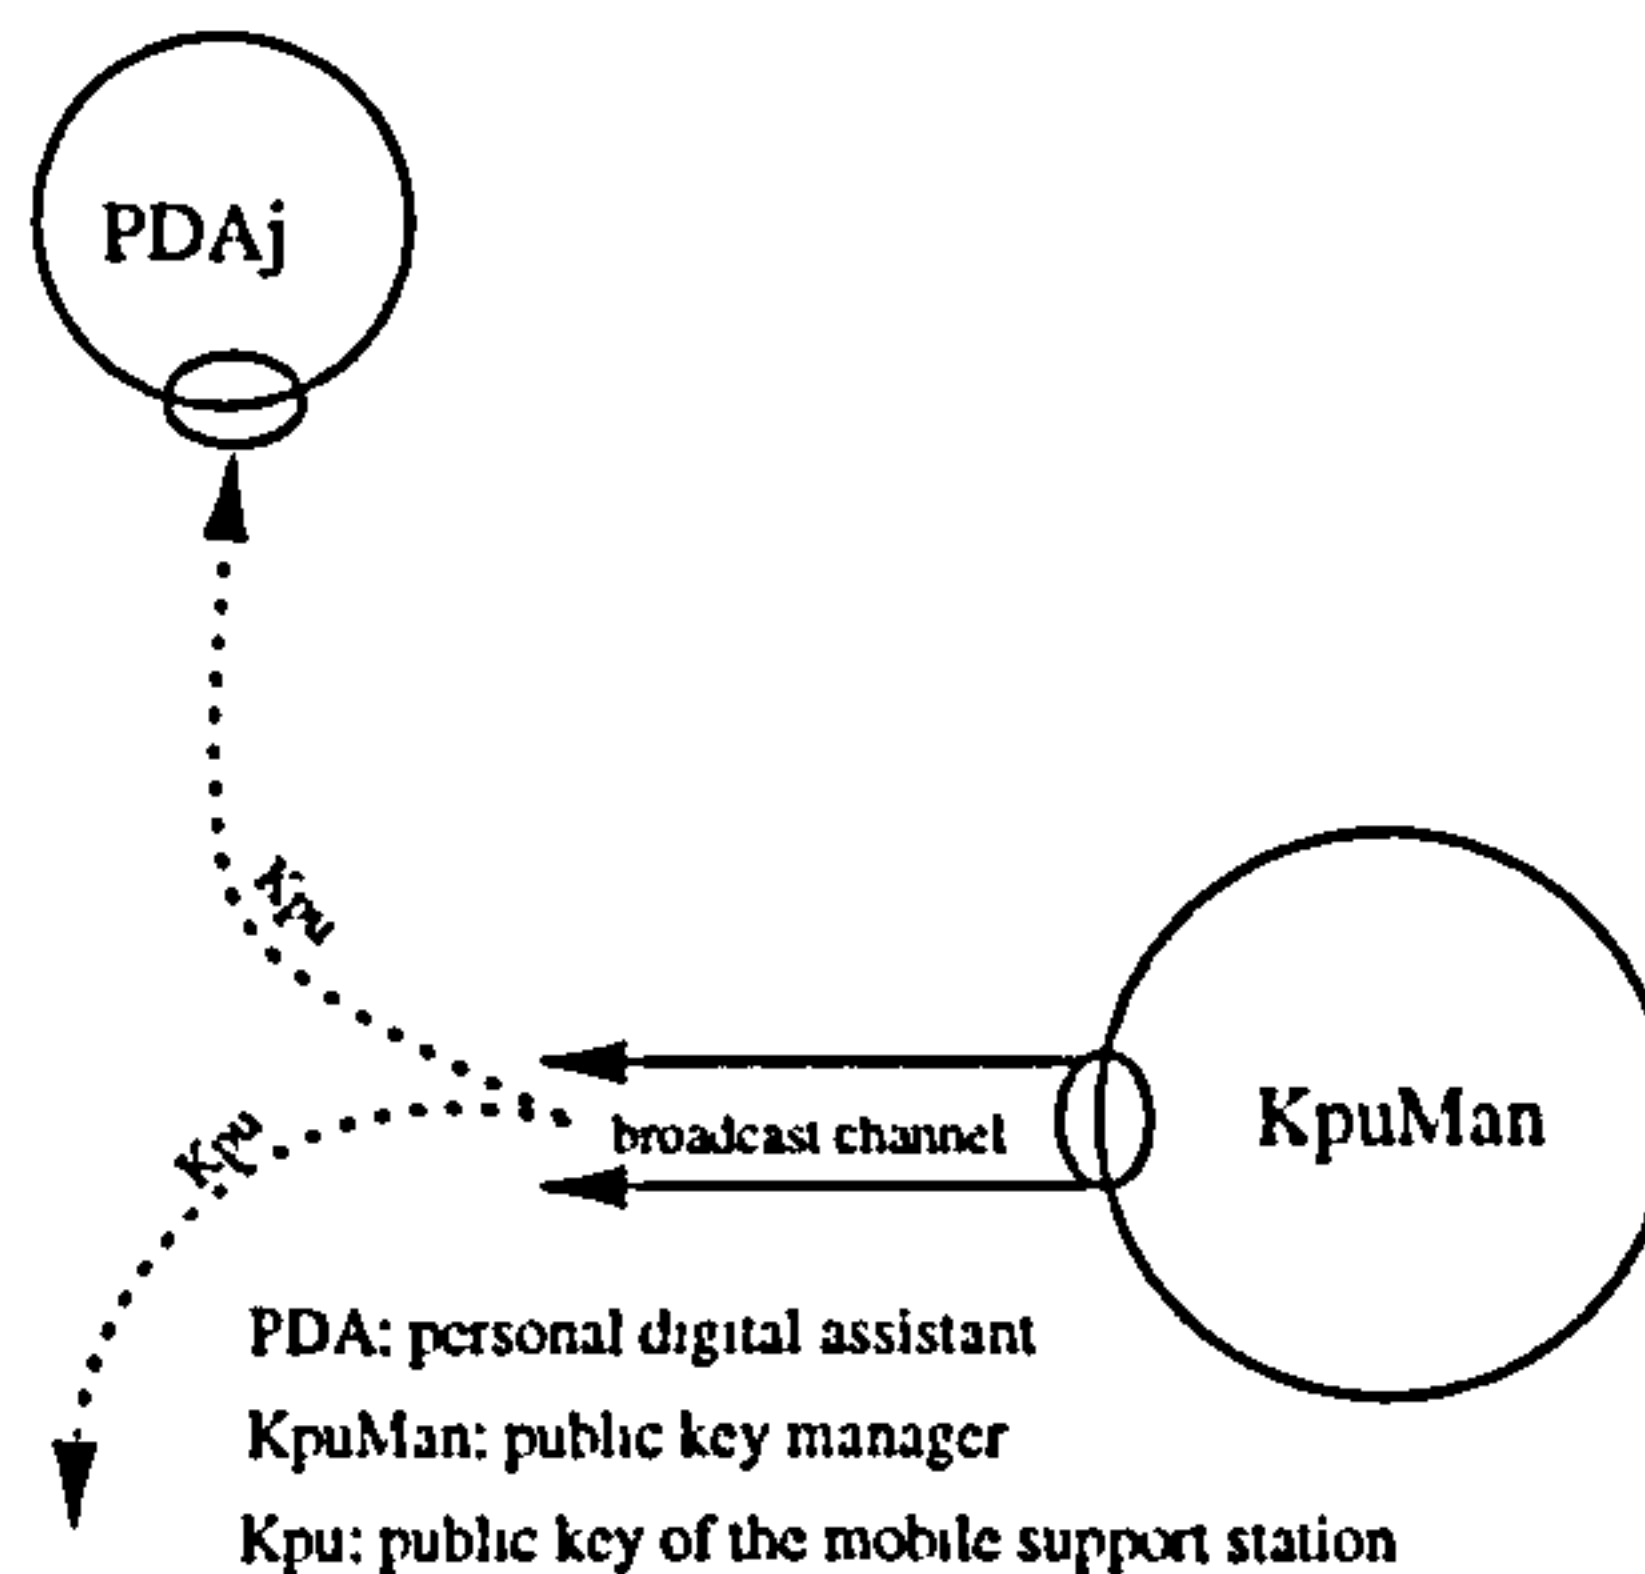 PDAj
Kpu
Kpu
broadcast channel
KpuMan
PDA: personal digital assistant
KpuMan: public key manager
Kpu: public key of the mobile support station